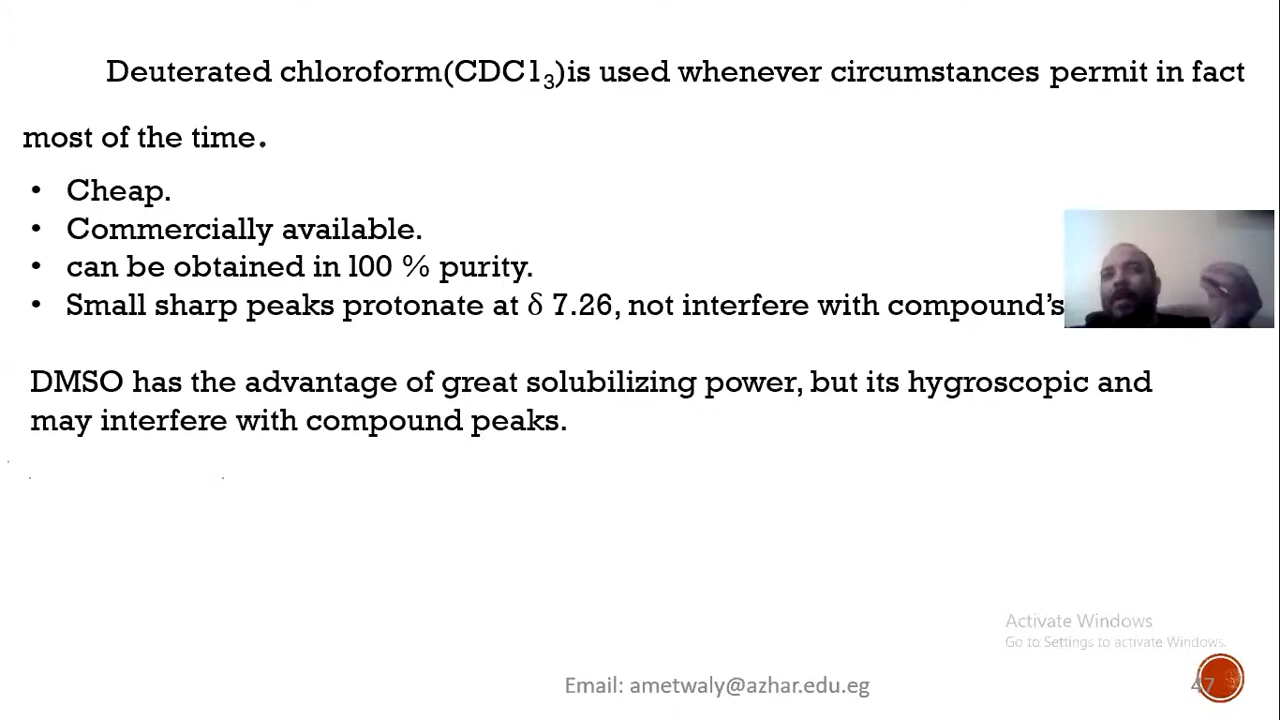 Deuterated chloroform(CDCl3)is used whenever circumstances permit in fact
most of the time.
• Cheap.
• Commercially available.
• can be obtained in 100 % purity.
• Small sharp peaks protonate at δ 7.26, not interfere with compound's
DMSO has the advantage of great solubilizing power, but its hygroscopic and
may interfere with compound peaks.
Activate Windows
Go to Settings to activate Windows.
Email: ametwaly@azhar.edu.eg
47